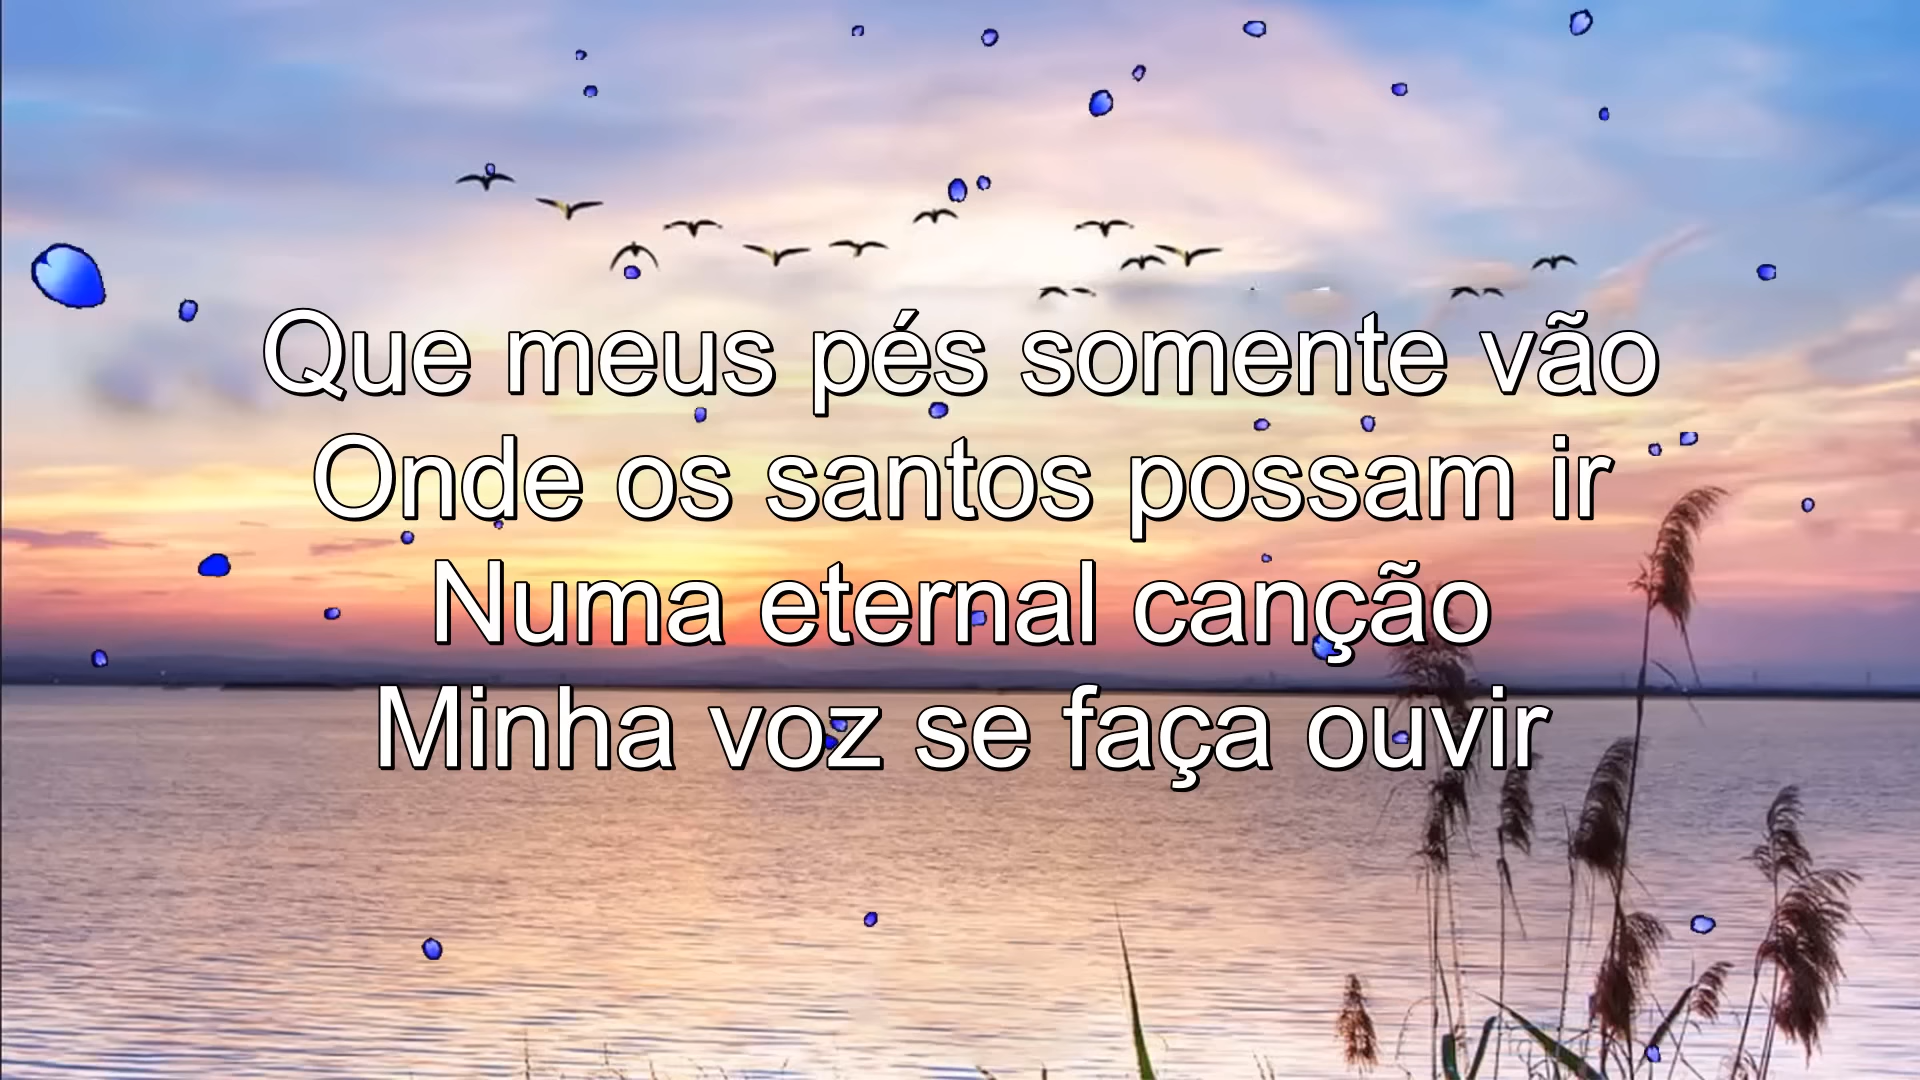 Que meus pés somente vão
Onde os santos possam ir
Numa eternal canção
Minha voz se faça ouvir